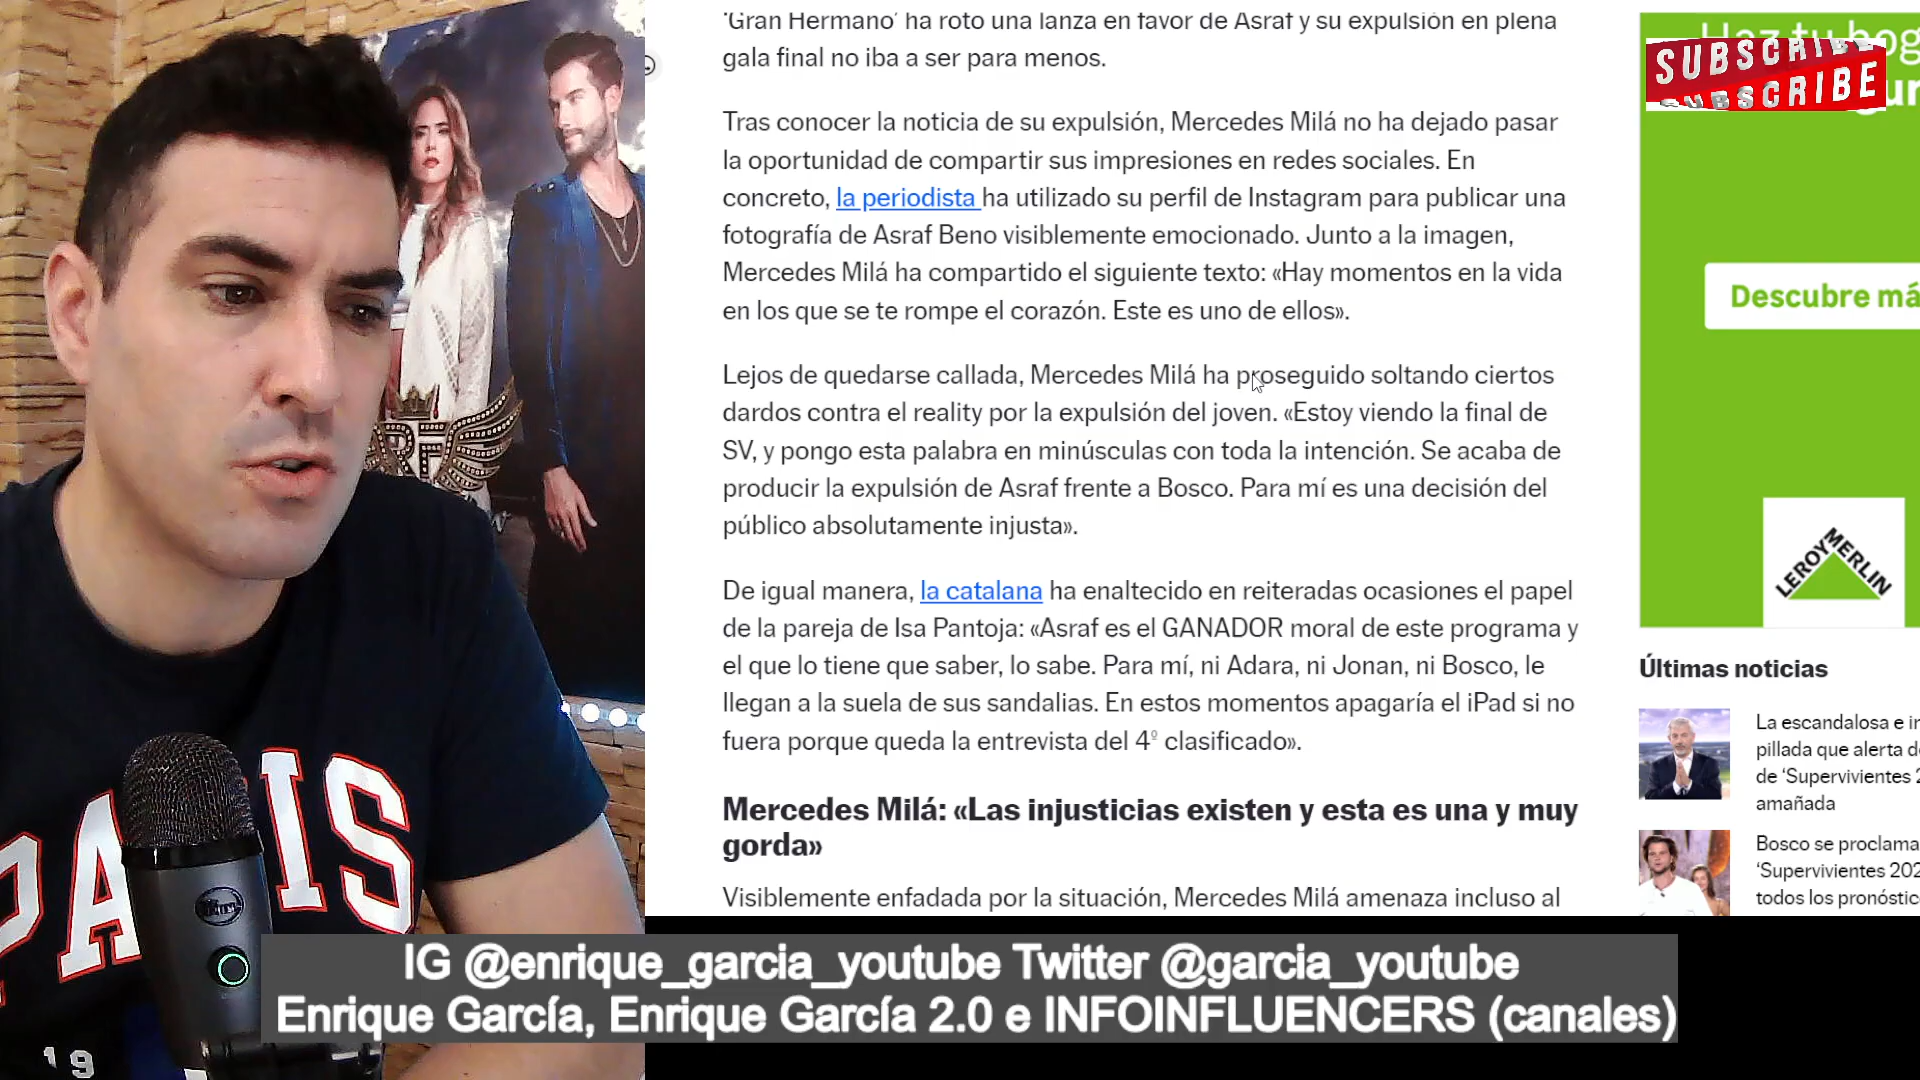 'Gran Hermano' ha roto una lanza en favor de Asraf y su expulsión en plena
gala final no iba a ser para menos.
Tras conocer la noticia de su expulsión, Mercedes Milá no ha dejado pasar
la oportunidad de compartir sus impresiones en redes sociales. En
concreto, la periodista ha utilizado su perfil de Instagram para publicar una
fotografía de Asraf Beno visiblemente emocionado. Junto a la imagen,
Mercedes Milá ha compartido el siguiente texto: «Hay momentos en la vida
en los que se te rompe el corazón. Este es uno de ellos».
Lejos de quedarse callada, Mercedes Milá ha proseguido soltando ciertos
dardos contra el reality por la expulsión del joven. «Estoy viendo la final de
SV, y pongo esta palabra en minúsculas con toda la intención. Se acaba de
producir la expulsión de Asraf frente a Bosco. Para mí es una decisión del
público absolutamente injusta».
De igual manera, la catalana ha enaltecido en reiteradas ocasiones el papel
de la pareja de Isa Pantoja: «Asraf es el GANADOR moral de este programa y
el que lo tiene que saber, lo sabe. Para mí, ni Adara, ni Jonan, ni Bosco, le
llegan a la suela de sus sandalias. En estos momentos apagaría el iPad si no
fuera porque queda la entrevista del 4º clasificado».
Mercedes Milá: «Las injusticias existen y esta es una y muy
gorda»
Visiblemente enfadada por la situación, Mercedes Milá amenaza incluso al
SUBSCRIBE
SUBSCRIBE
Descubre má
LEROY MERLIN
Últimas noticias
La escandalosa e
pillada que alerta
de 'Supervivientes
amañada
Bosco se proclama
'Supervivientes 202
todos los pronóstic
RF
PARIS
19
IG @enrique_garcia_youtube Twitter @garcia_youtube
Enrique García, Enrique García 2.0 e INFOINFLUENCERS (canales)